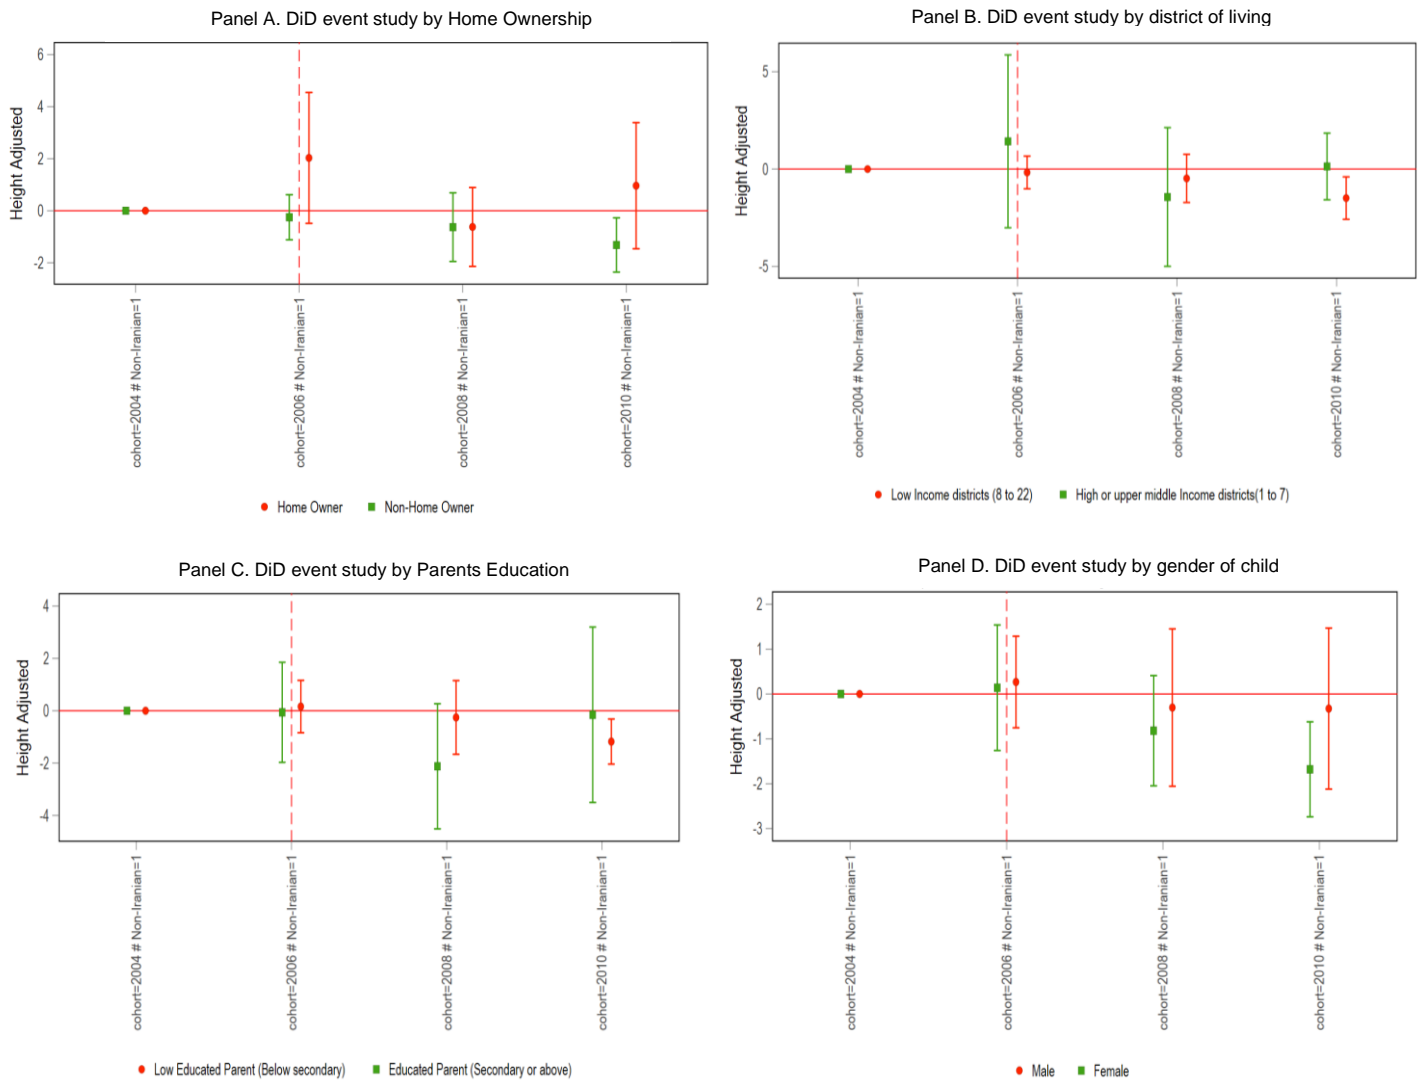 Panel A. DiD event study by Home Ownership
6
4
2
0
-2
Height Adjusted
cohort=2004 # Non-Iranian=1
cohort=2006 # Non-Iranian=1
cohort=2008 # Non-Iranian=1
cohort=2010 # Non-Iranian=1
Home Owner
Non-Home Owner
Panel B. DiD event study by district of living
5
0
-5
Height Adjusted
cohort=2004 # Non-Iranian=1
cohort=2006 # Non-Iranian=1
cohort=2008 # Non-Iranian=1
cohort=2010 # Non-Iranian=1
Low Income districts (8 to 22)
High or upper middle Income districts(1 to 7)
Panel C. DiD event study by Parents Education
4
2
0
-2
-4
Height Adjusted
cohort=2004 # Non-Iranian=1
cohort=2006 # Non-Iranian=1
cohort=2008 # Non-Iranian=1
cohort=2010 # Non-Iranian=1
Low Educated Parent (Below secondary)
Educated Parent (Secondary or above)
Panel D. DiD event study by gender of child
2
1
0
-1
-2
-3
Height Adjusted
cohort=2004 # Non-Iranian=1
cohort=2006 # Non-Iranian=1
cohort=2008 # Non-Iranian=1
cohort=2010 # Non-Iranian=1
Male
Female